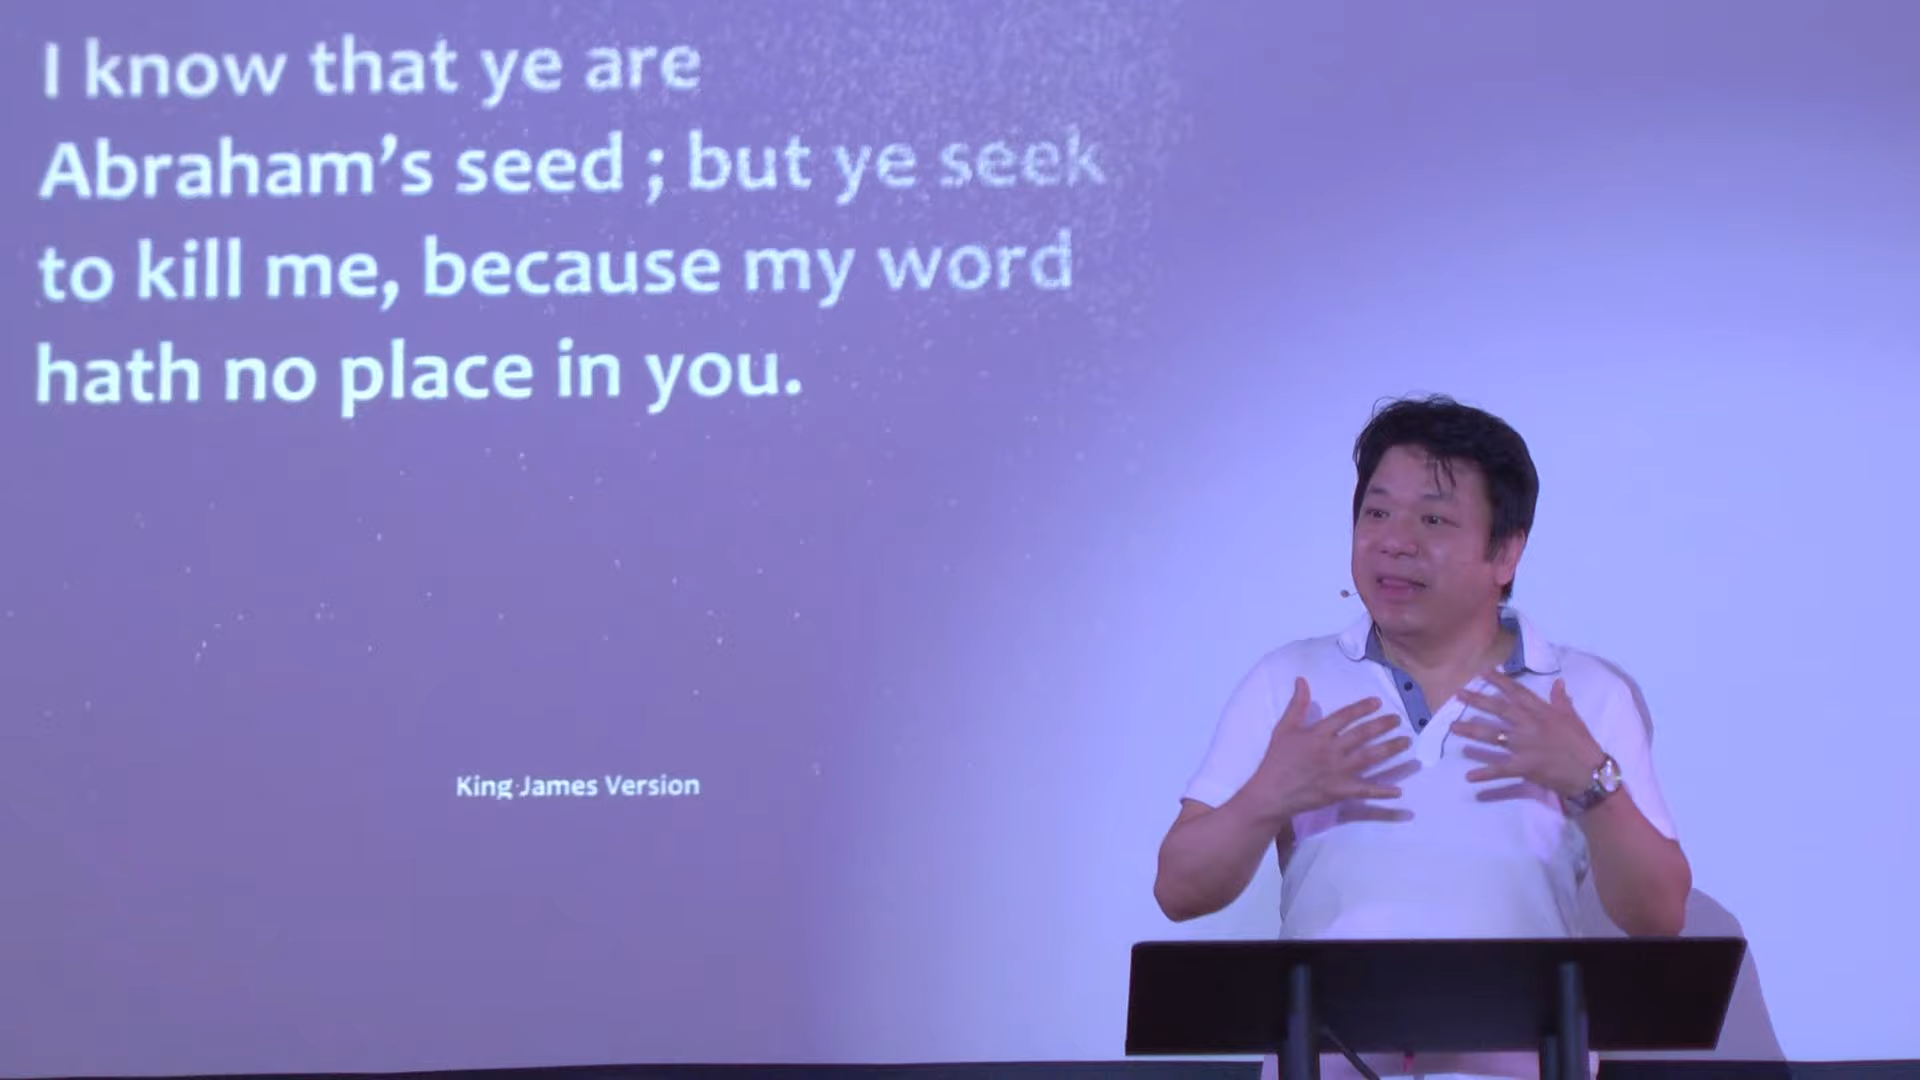 I know that ye are
Abraham’s seed ; but ye seek
to kill me, because my word
hath no place in you.
King James Version